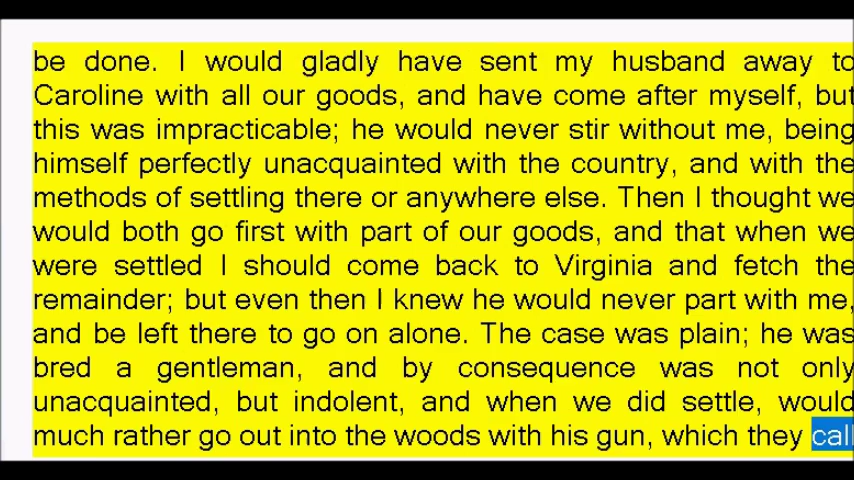 be done. I would gladly have sent my husband away to
Caroline with all our goods, and have come after myself, but
this was impracticable; he would never stir without me, being
himself perfectly unacquainted with the country, and with the
methods of settling there or anywhere else. Then I thought we
would both go first with part of our goods, and that when we
were settled I should come back to Virginia and fetch the
remainder; but even then I knew he would never part with me,
and be left there to go on alone. The case was plain; he was
bred a gentleman, and by consequence was not only
unacquainted, but indolent, and when we did settle, would
much rather go out into the woods with his gun, which they call